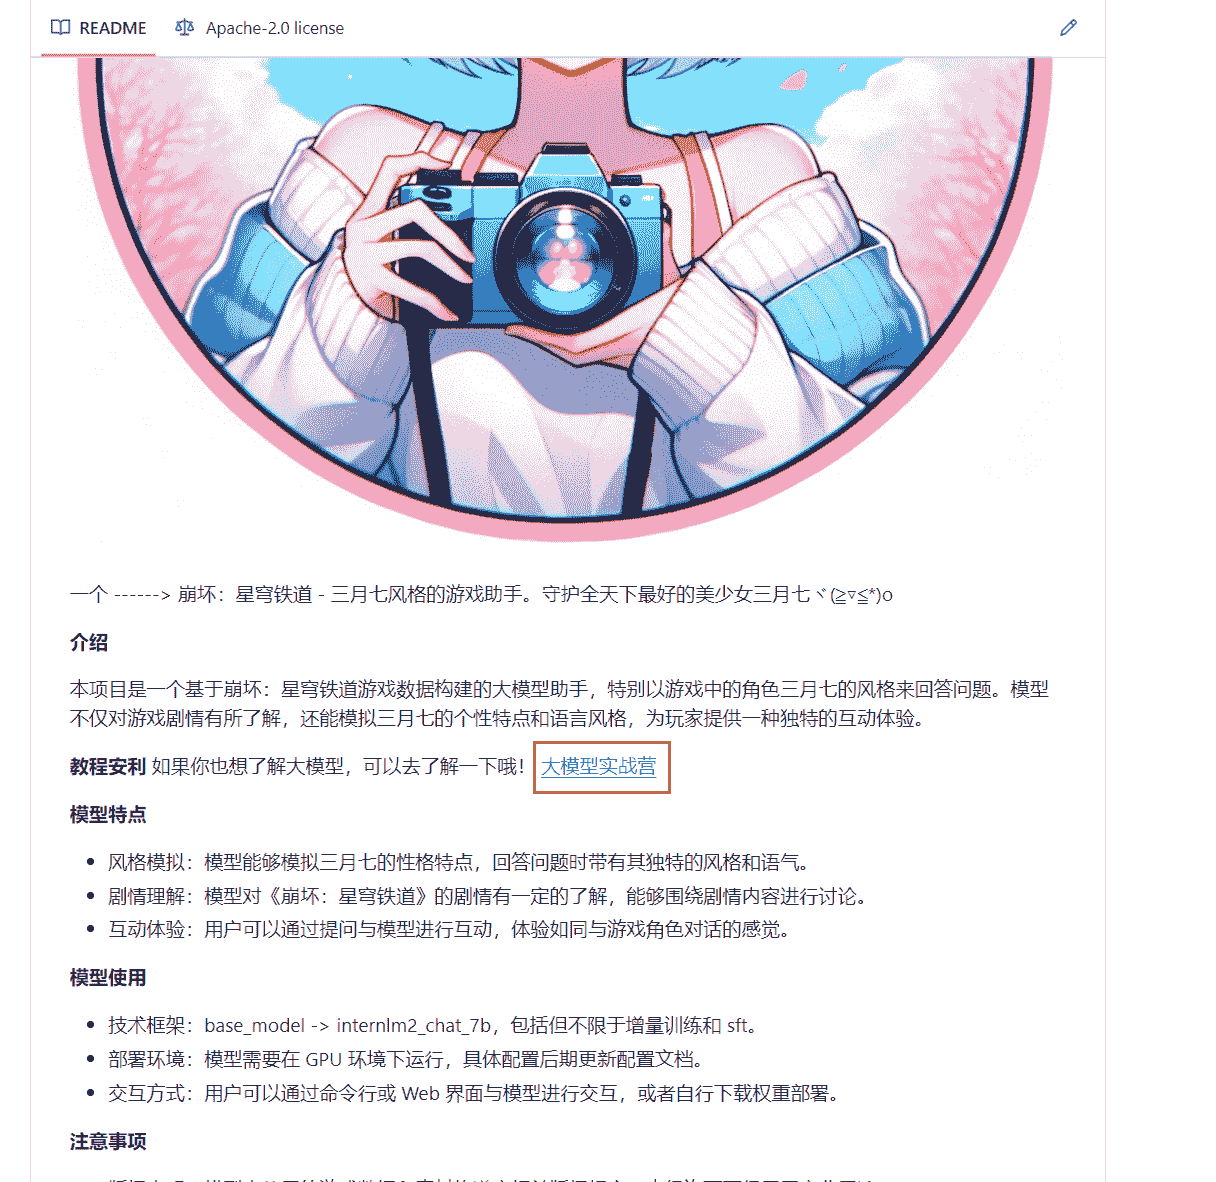 README Apache-2.0 license
一个 ------> 崩坏：星穹铁道 - 三月七风格的游戏助手。守护全天下最好的美少女三月七ヾ(≧▽≦*)o
介绍
本项目是一个基于崩坏：星穹铁道游戏数据构建的大模型助手，特别以游戏中的角色三月七的风格来回答问题。模型
不仅对游戏剧情有所了解，还能模拟三月七的个性特点和语言风格，为玩家提供一种独特的互动体验。
教程安利 如果你也想了解大模型，可以去了解一下哦！ 大模型实战营
模型特点
风格模拟：模型能够模拟三月七的性格特点，回答问题时带有其独特的风格和语气。
剧情理解：模型对《崩坏：星穹铁道》的剧情有一定的了解，能够围绕剧情内容进行讨论。
互动体验：用户可以通过提问与模型进行互动，体验如同与游戏角色对话的感觉。
模型使用
技术框架：base_model -> internlm2_chat_7b，包括但不限于增量训练和 sft。
部署环境：模型需要在 GPU 环境下运行，具体配置后期更新配置文档。
交互方式：用户可以通过命令行或 Web 界面与模型进行交互，或者自行下载权重部署。
注意事项